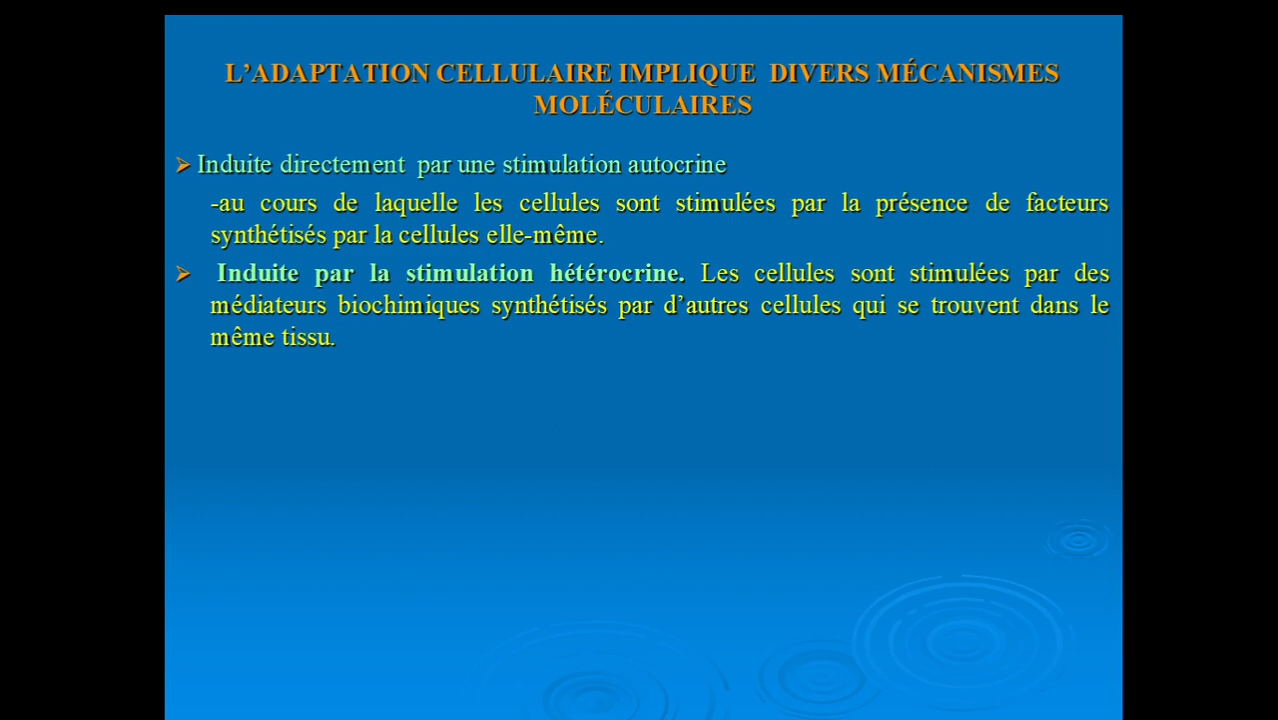 L’ADAPTATION CELLULAIRE IMPLIQUE  DIVERS MÉCANISMES
MOLÉCULAIRES
Induite directement  par une stimulation autocrine
-au cours de laquelle les cellules sont stimulées par la présence de facteurs
synthétisés par la cellules elle-même.
Induite par la stimulation hétérocrine. Les cellules sont stimulées par des
médiateurs biochimiques synthétisés par d’autres cellules qui se trouvent dans le
même tissu.